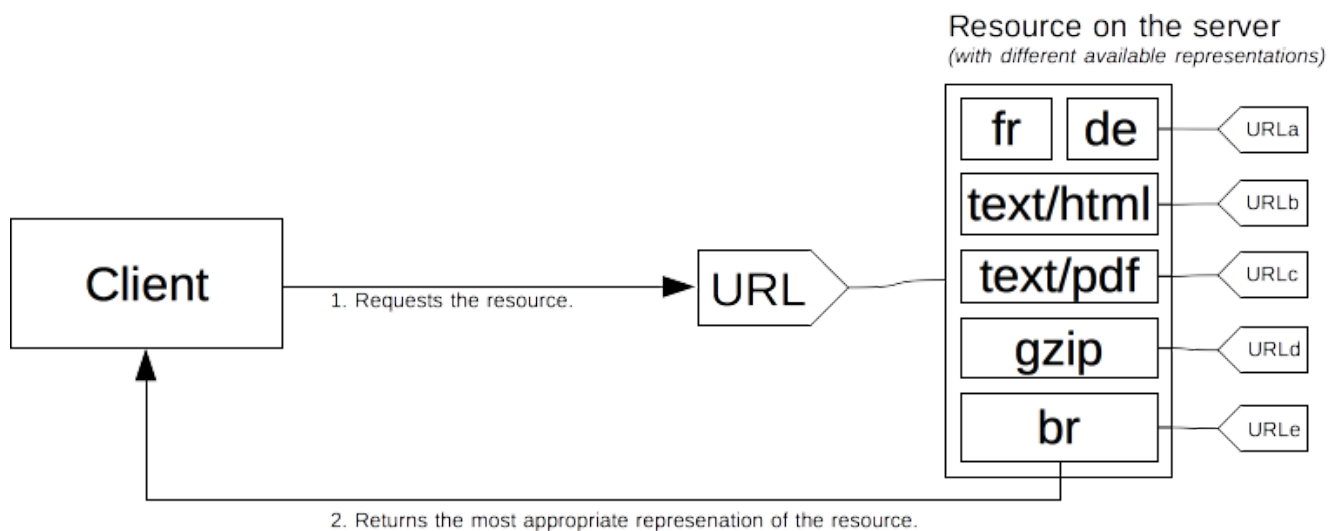 Resource on the server
(with different available representations)
fr de URLa
text/html URLb
Client
1. Requests the resource.
URL
text/pdf URLc
gzip URLd
br URLe
2. Returns the most appropriate represenation of the resource.